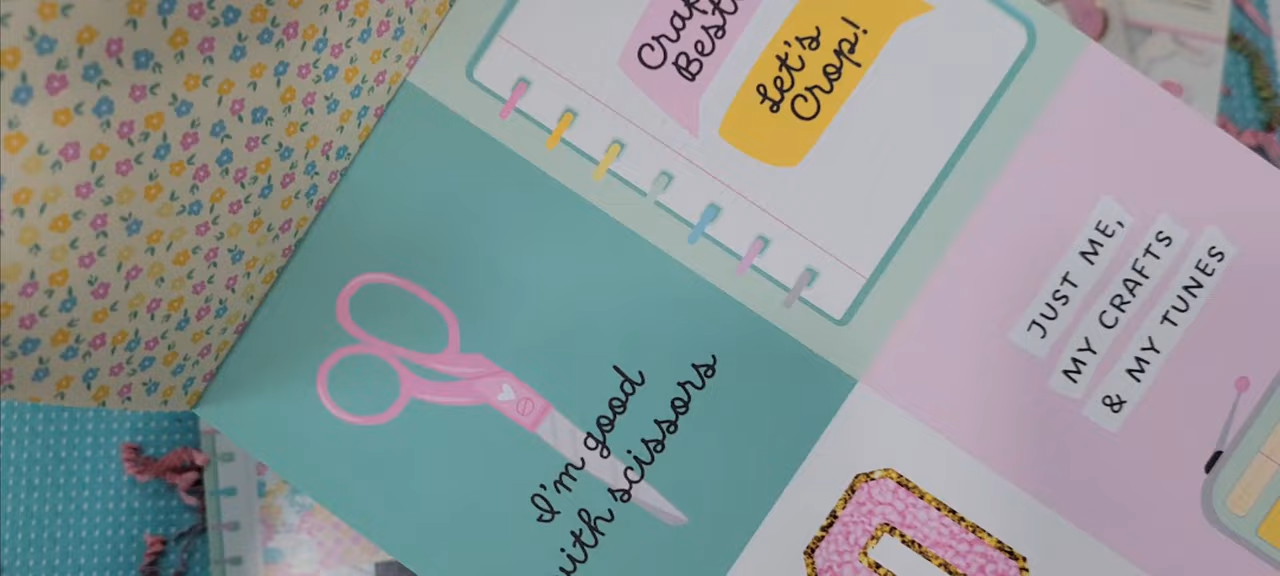 Let's
Crop!
JUST ME,
MY CRAFTS
& MY TUNES
I'm good
with scissors